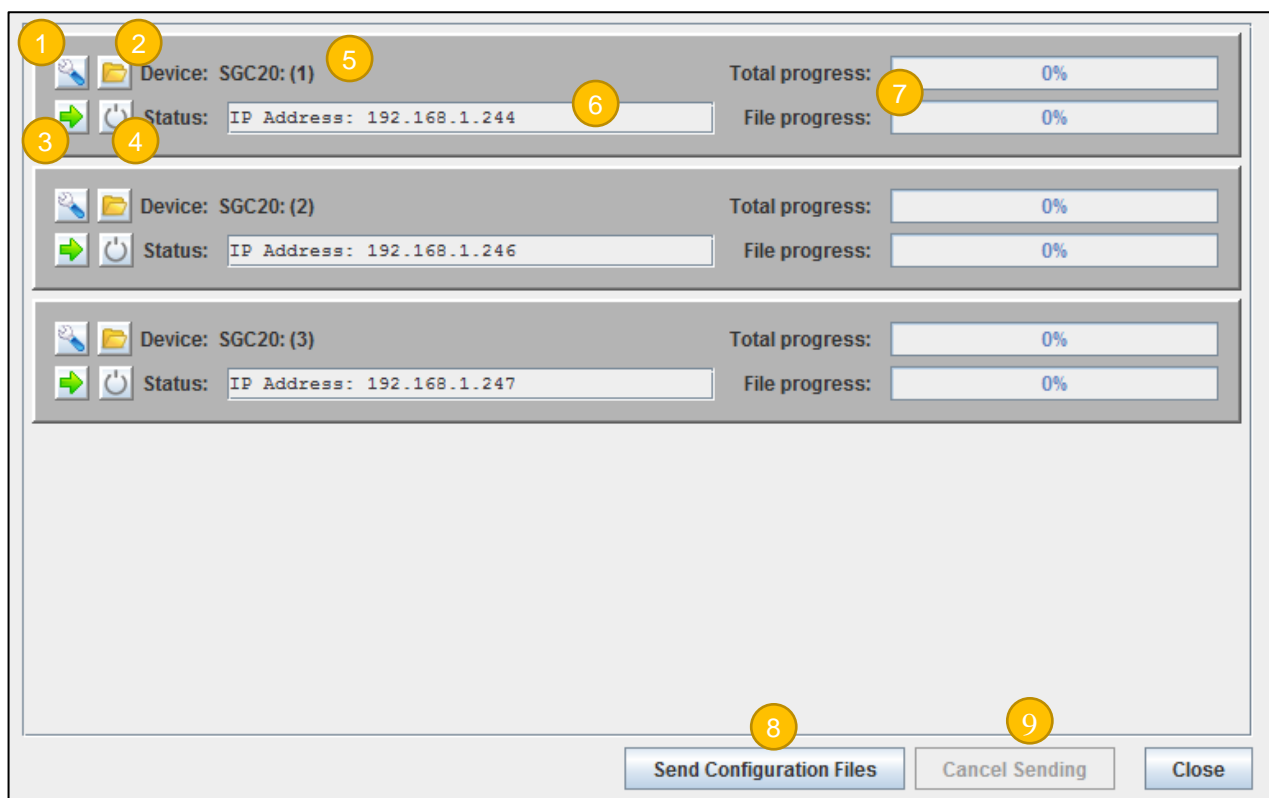 1 2 5
Device: SGC20: (1) Total progress: 0%
6 7
Status: IP Address: 192.168.1.244 File progress: 0%
3 4
Device: SGC20: (2) Total progress: 0%
Status: IP Address: 192.168.1.246 File progress: 0%
Device: SGC20: (3) Total progress: 0%
Status: IP Address: 192.168.1.247 File progress: 0%
8 9
Send Configuration Files Cancel Sending Close